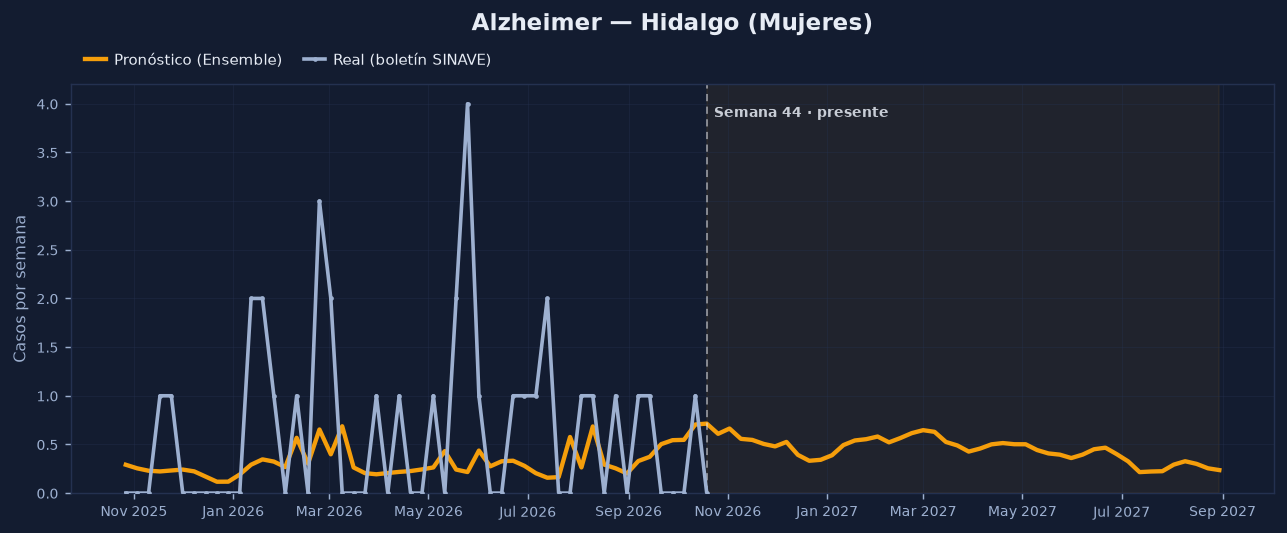 Alzheimer — Hidalgo (Mujeres)
Pronóstico (Ensemble) Real (boletín SINAVE)
Semana 44 · presente
Casos por semana
4.0
3.5
3.0
2.5
2.0
1.5
1.0
0.5
0.0
Nov 2025 Jan 2026 Mar 2026 May 2026 Jul 2026 Sep 2026 Nov 2026 Jan 2027 Mar 2027 May 2027 Jul 2027 Sep 2027